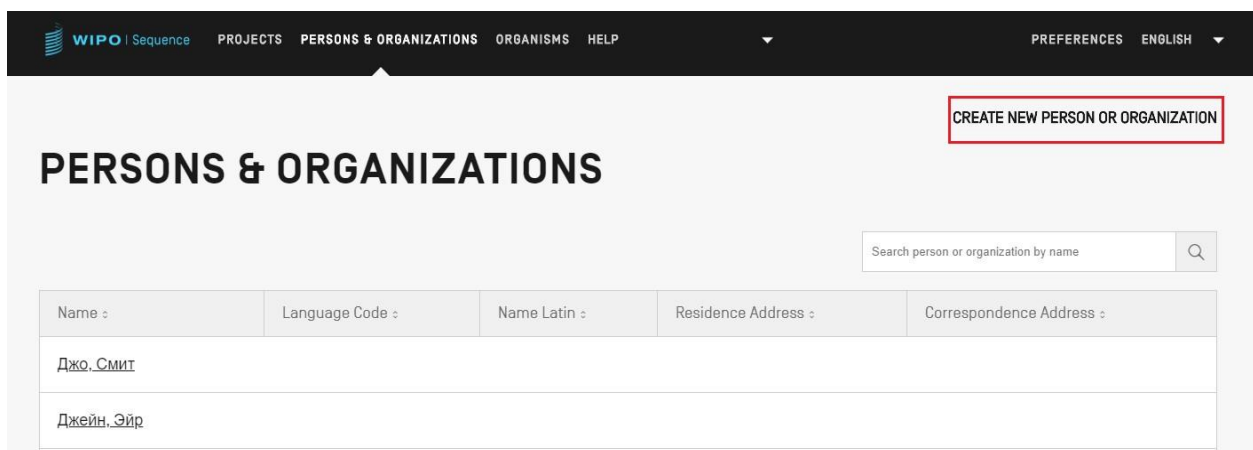 WIPO | Sequence PROJECTS PERSONS & ORGANIZATIONS ORGANISMS HELP PREFERENCES ENGLISH
CREATE NEW PERSON OR ORGANIZATION
PERSONS & ORGANIZATIONS
Search person or organization by name
Name Language Code Name Latin Residence Address Correspondence Address
Джо, Смит
Джейн, Эйр